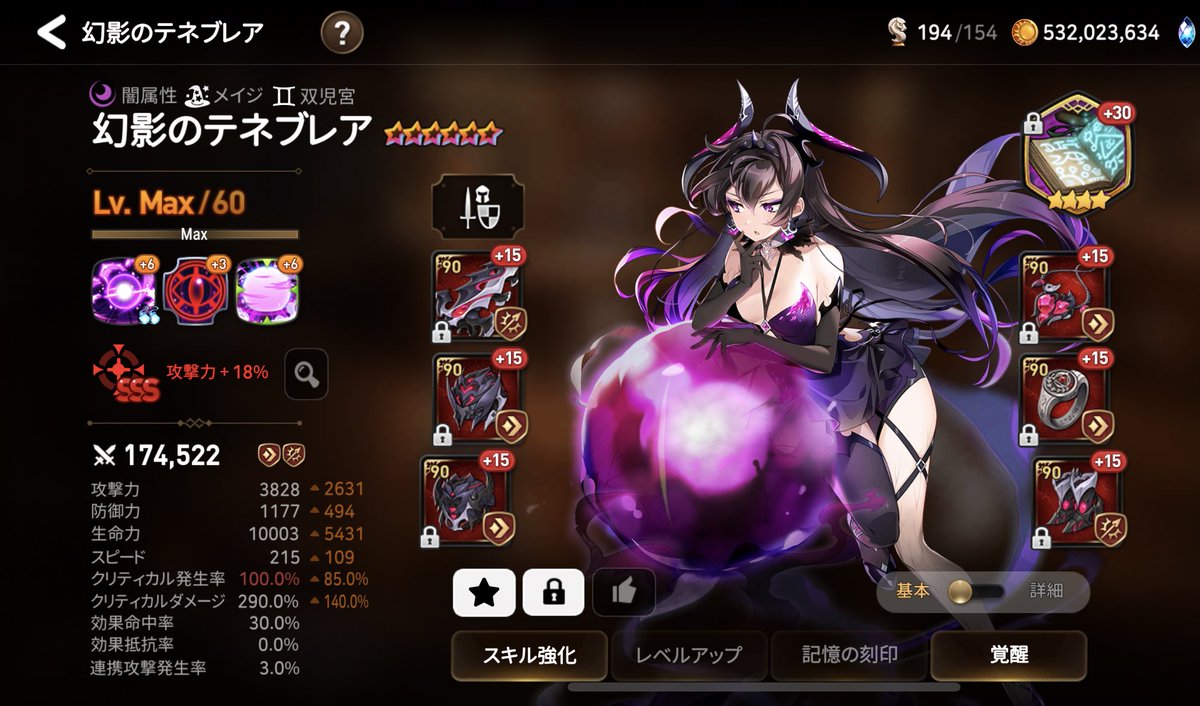 幻影のテネブレア
?
194/154
532,023,634
闇属性 メイジ 双児宮
幻影のテネブレア
Lv. Max/60
Max
+6
+3
+6
SSS
攻撃力+18%
174,522
攻撃力 3828 2631
防御力 1177 494
生命力 10003 5431
スピード 215 109
クリティカル発生率 100.0% 85.0%
クリティカルダメージ 290.0% 140.0%
効果命中率 30.0%
効果抵抗率 0.0%
連携攻撃発生率 3.0%
90 +15
90 +15
90 +15
+30
90 +15
90 +15
90 +15
基本 詳細
スキル強化 レベルアップ 記憶の刻印 覚醒